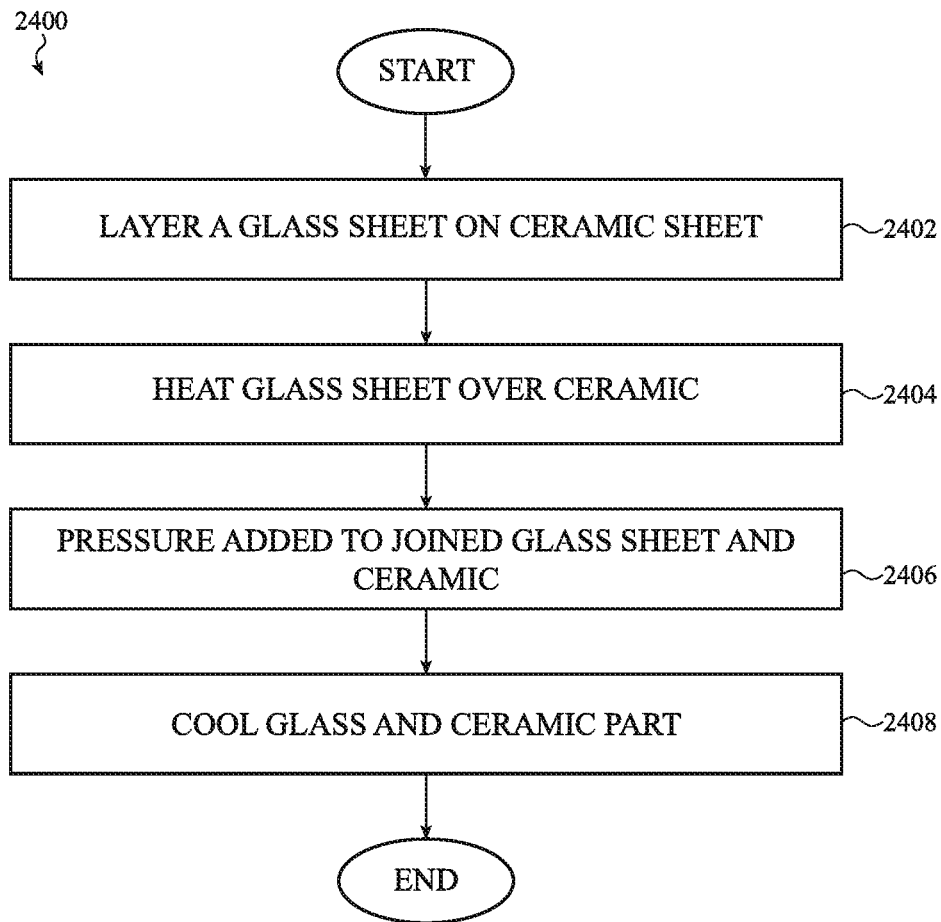 2400
START
LAYER A GLASS SHEET ON CERAMIC SHEET
2402
HEAT GLASS SHEET OVER CERAMIC
2404
PRESSURE ADDED TO JOINED GLASS SHEET AND
CERAMIC
2406
COOL GLASS AND CERAMIC PART
2408
END